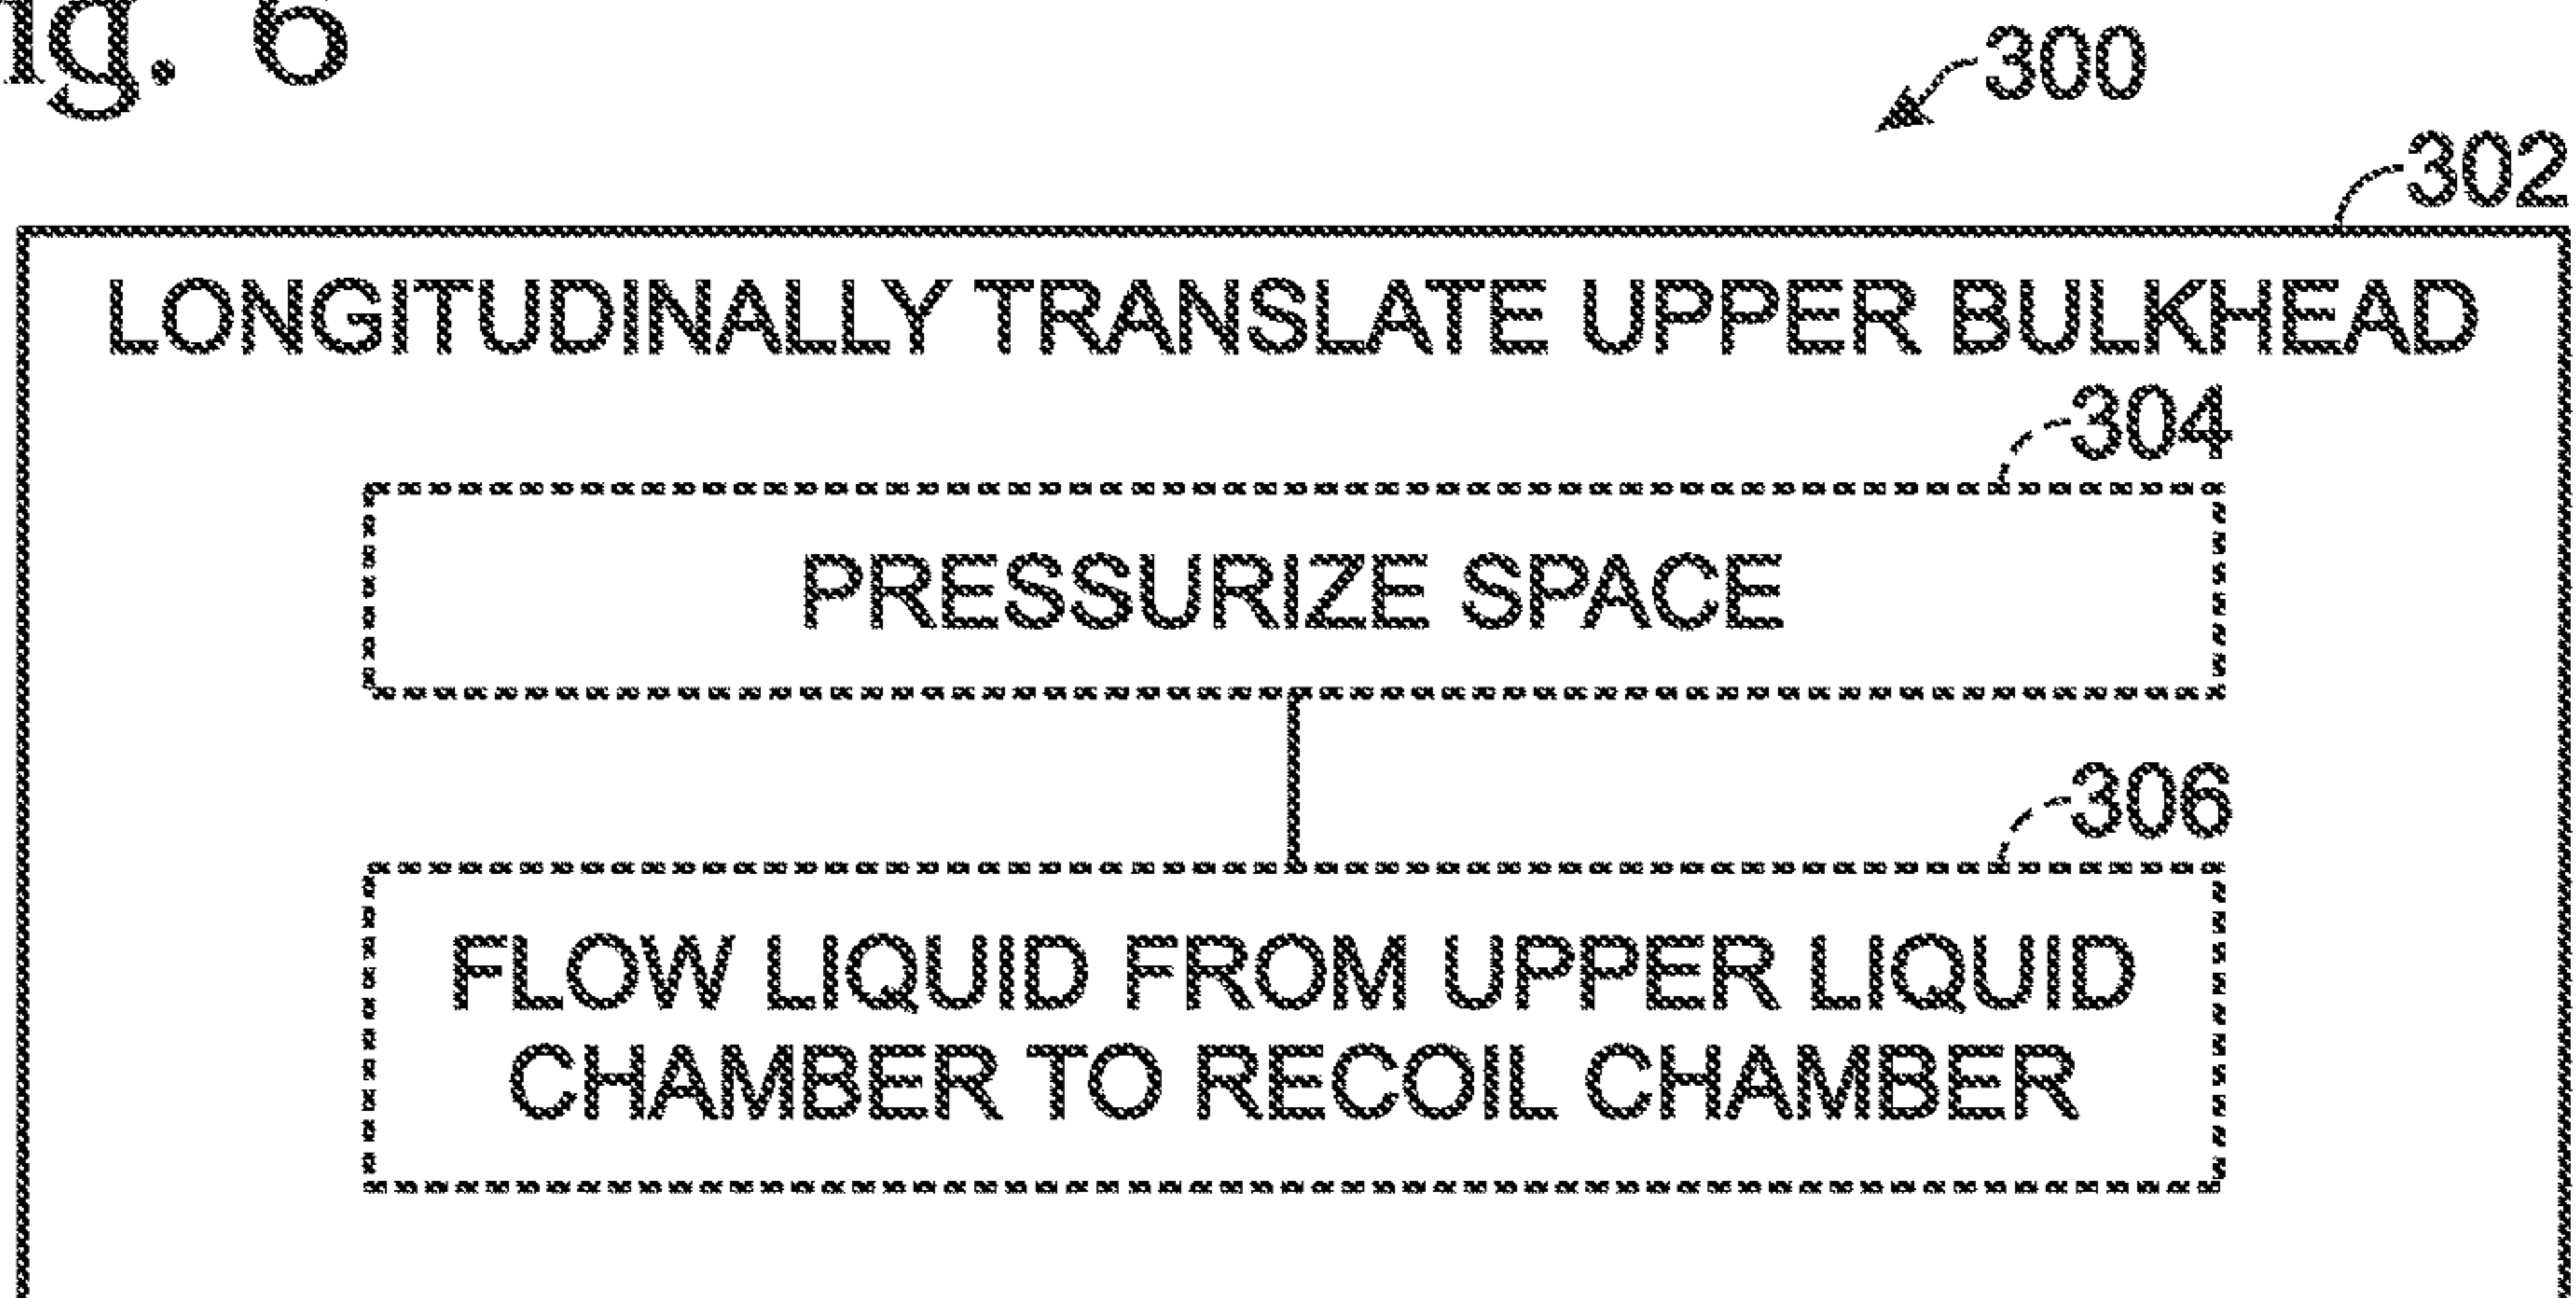 ig. 6
300
302
LONGITUDINALLY TRANSLATE UPPER BULKHEAD
304
PRESSURIZE SPACE
306
FLOW LIQUID FROM UPPER LIQUID
CHAMBER TO RECOIL CHAMBER